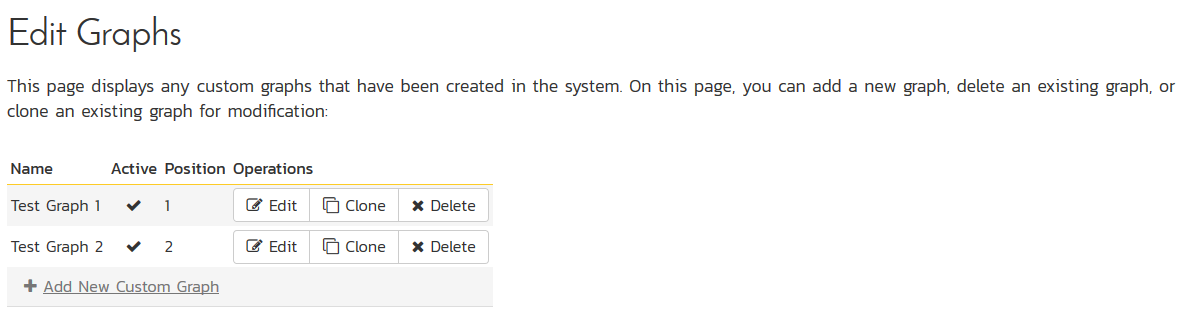 Edit Graphs
This page displays any custom graphs that have been created in the system. On this page, you can add a new graph, delete an existing graph, or
clone an existing graph for modification:
Name Active Position Operations
Test Graph 1 ✔ 1 Edit Clone Delete
Test Graph 2 ✔ 2 Edit Clone Delete
Add New Custom Graph